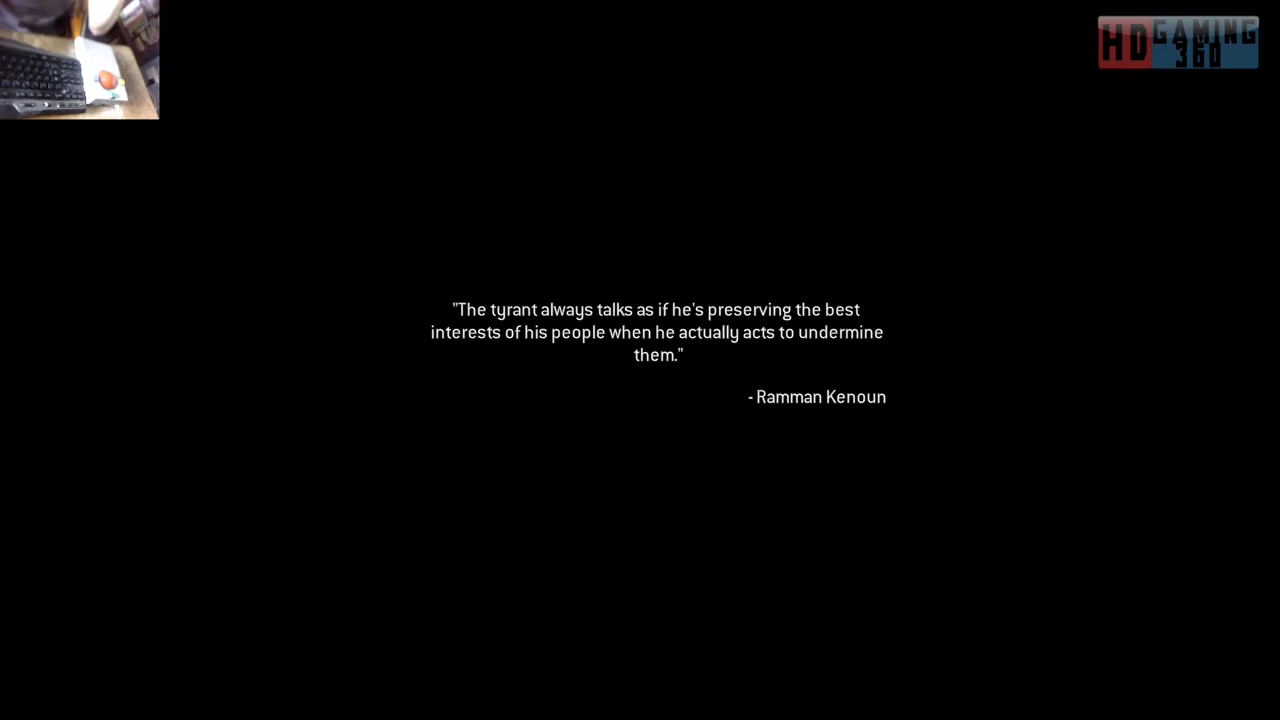 HD GAMING
360
"The tyrant always talks as if he's preserving the best
interests of his people when he actually acts to undermine
them."
- Ramman Kenoun